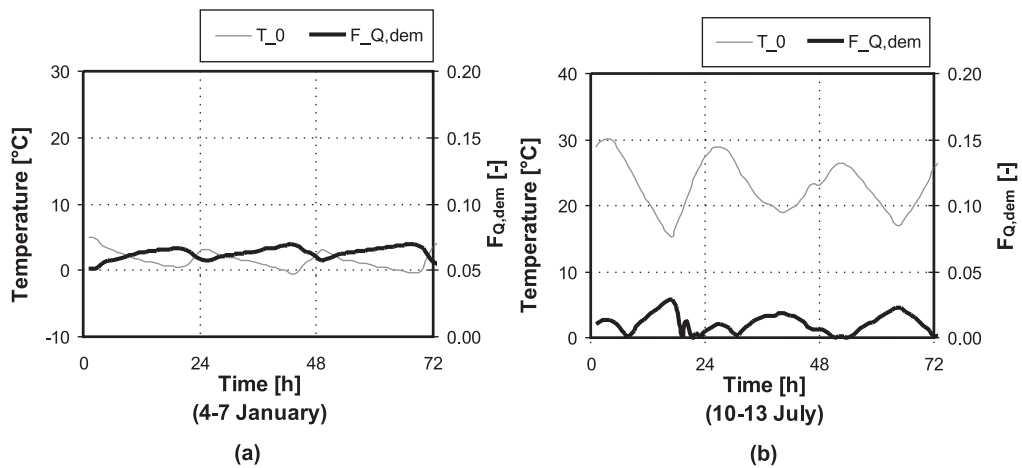 T_0 F_Q,dem
30
20
10
0
-10
Temperature [°C]
0.20
0.15
0.10
0.05
0.00
F_Q,dem [-]
0 24 48 72
Time [h]
(4-7 January)
(a)
T_0 F_Q,dem
40
30
20
10
0
Temperature [°C]
0.20
0.15
0.10
0.05
0.00
F_Q,dem [-]
0 24 48 72
Time [h]
(10-13 July)
(b)